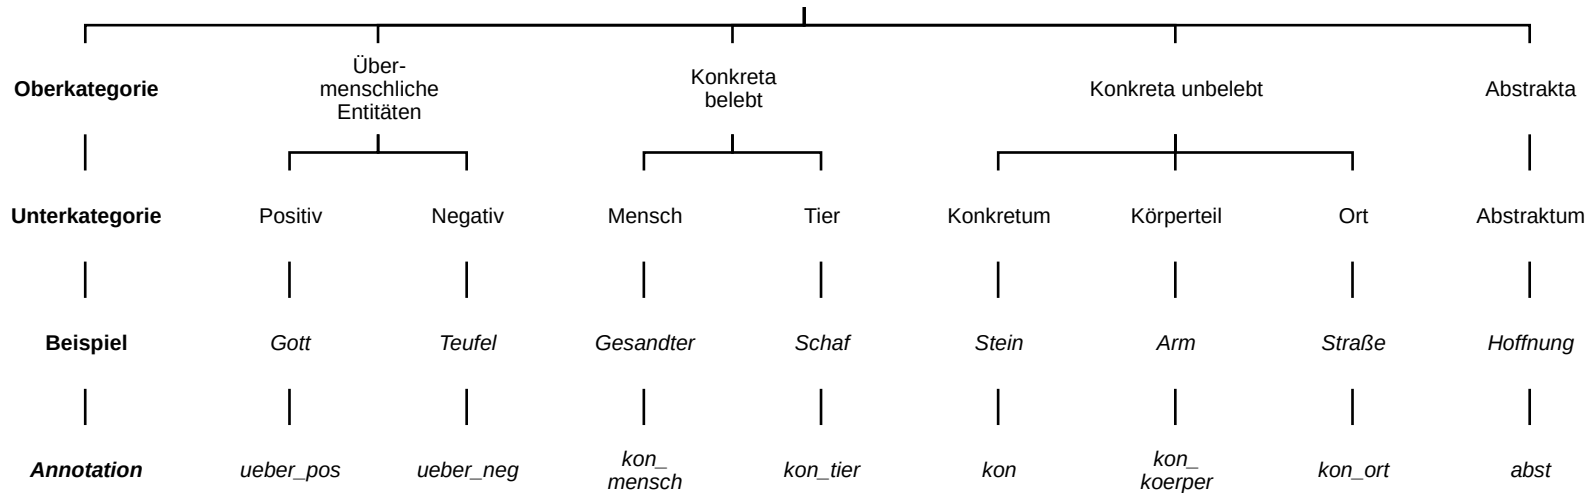 Oberkategorie
Über-
menschliche
Entitäten
Konkreta
belebt
Konkreta unbelebt
Abstrakta
Unterkategorie
Positiv
Negativ
Mensch
Tier
Konkretum
Körperteil
Ort
Abstraktum
Beispiel
Gott
Teufel
Gesandter
Schaf
Stein
Arm
Straße
Hoffnung
Annotation
ueber_pos
ueber_neg
kon_
mensch
kon_tier
kon
kon_
koerper
kon_ort
abst